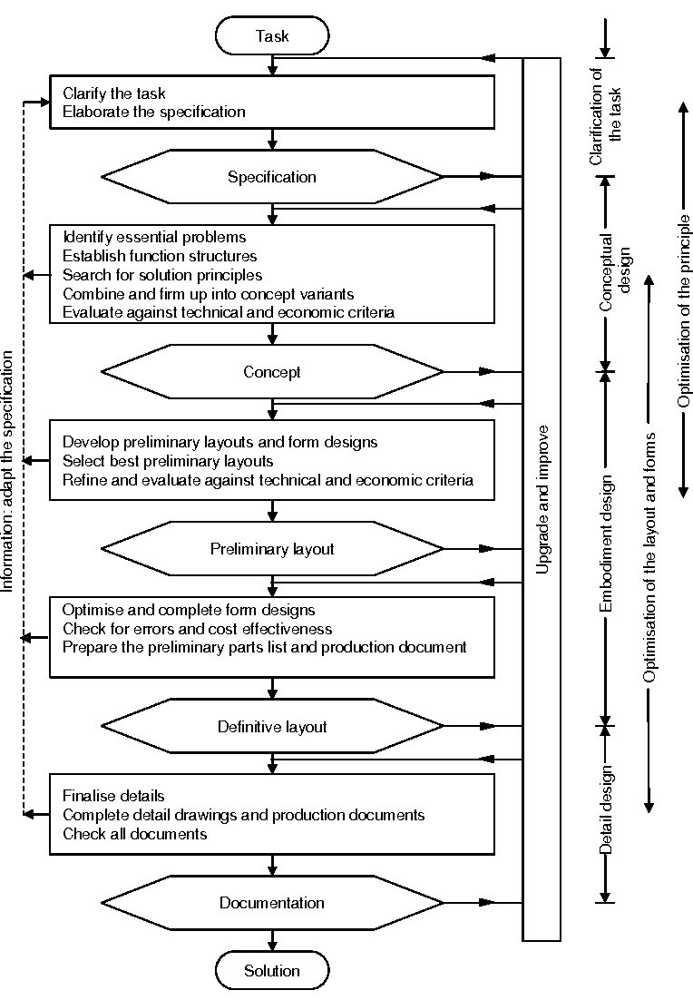 Task
Clarify the task
Elaborate the specification
Specification
Identify essential problems
Establish function structures
Search for solution principles
Combine and firm up into concept variants
Evaluate against technical and economic criteria
Concept
Develop preliminary layouts and form designs
Select best preliminary layouts
Refine and evaluate against technical and economic criteria
Preliminary layout
Optimise and complete form designs
Check for errors and cost effectiveness
Prepare the preliminary parts list and production document
Definitive layout
Finalise details
Complete detail drawings and production documents
Check all documents
Documentation
Solution
Information: adapt the specification
Upgrade and improve
Clarification of
the task
Conceptual
design
Embodiment design
Detail design
Optimisation of the layout and forms
Optimisation of the principle